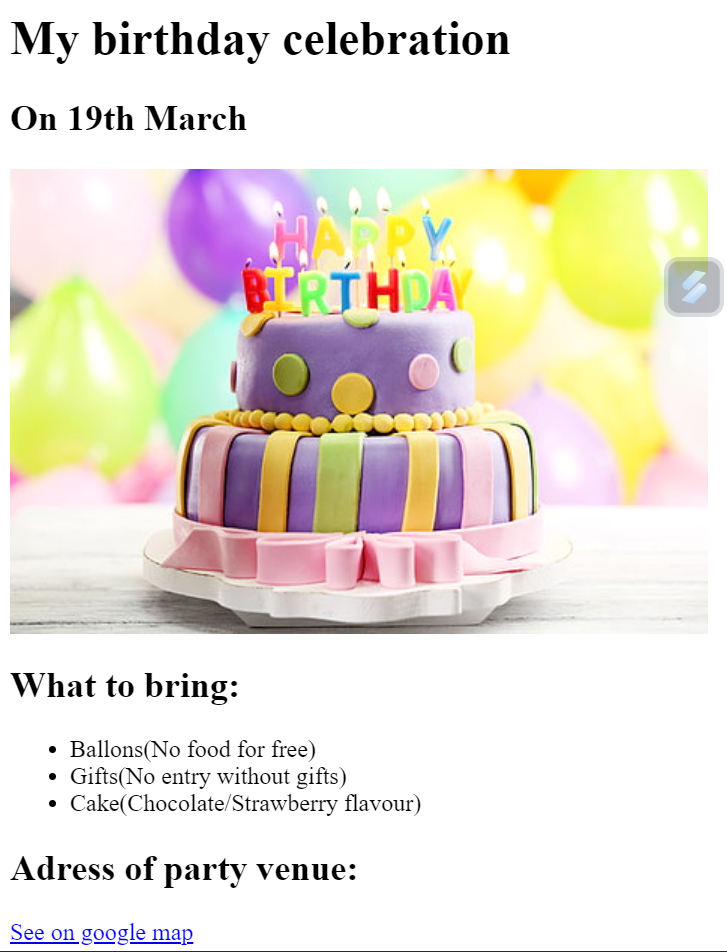 My birthday celebration
On 19th March
HAPPY
BIRTHDAY
What to bring:
Ballons(No food for free)
Gifts(No entry without gifts)
Cake(Chocolate/Strawberry flavour)
Adress of party venue:
See on google map